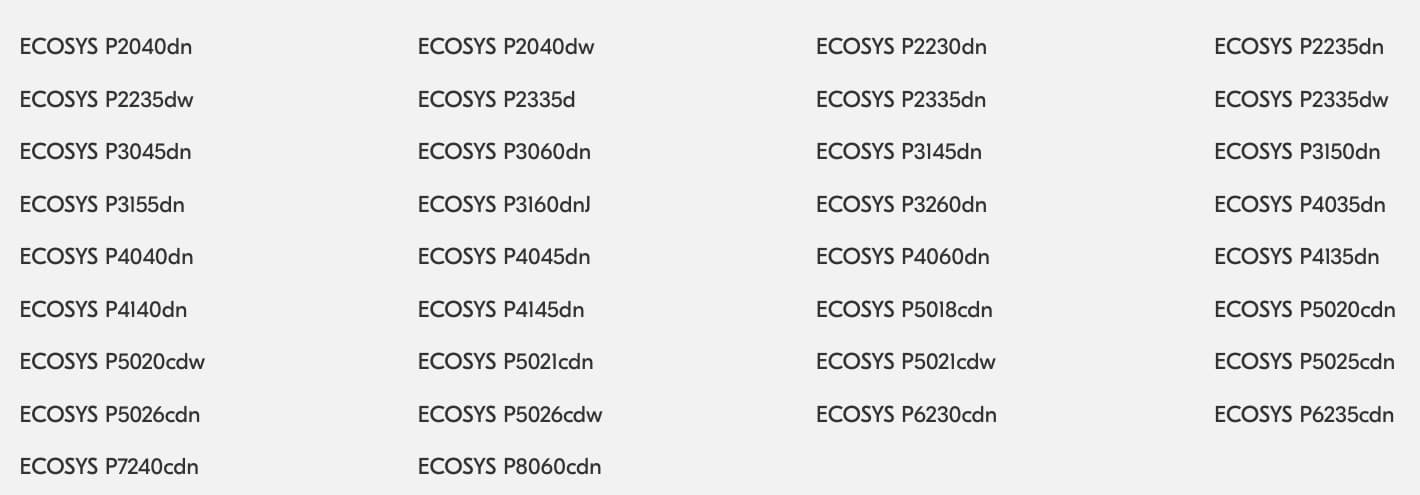 ECOSYS P2040dn ECOSYS P2040dw ECOSYS P2230dn ECOSYS P2235dn
ECOSYS P2235dw ECOSYS P2335d ECOSYS P2335dn ECOSYS P2335dw
ECOSYS P3045dn ECOSYS P3060dn ECOSYS P3145dn ECOSYS P3150dn
ECOSYS P3155dn ECOSYS P3160dnJ ECOSYS P3260dn ECOSYS P4035dn
ECOSYS P4040dn ECOSYS P4045dn ECOSYS P4060dn ECOSYS P4135dn
ECOSYS P4140dn ECOSYS P4145dn ECOSYS P5018cdn ECOSYS P5020cdn
ECOSYS P5020cdw ECOSYS P5021cdn ECOSYS P5021cdw ECOSYS P5025cdn
ECOSYS P5026cdn ECOSYS P5026cdw ECOSYS P6230cdn ECOSYS P6235cdn
ECOSYS P7240cdn ECOSYS P8060cdn